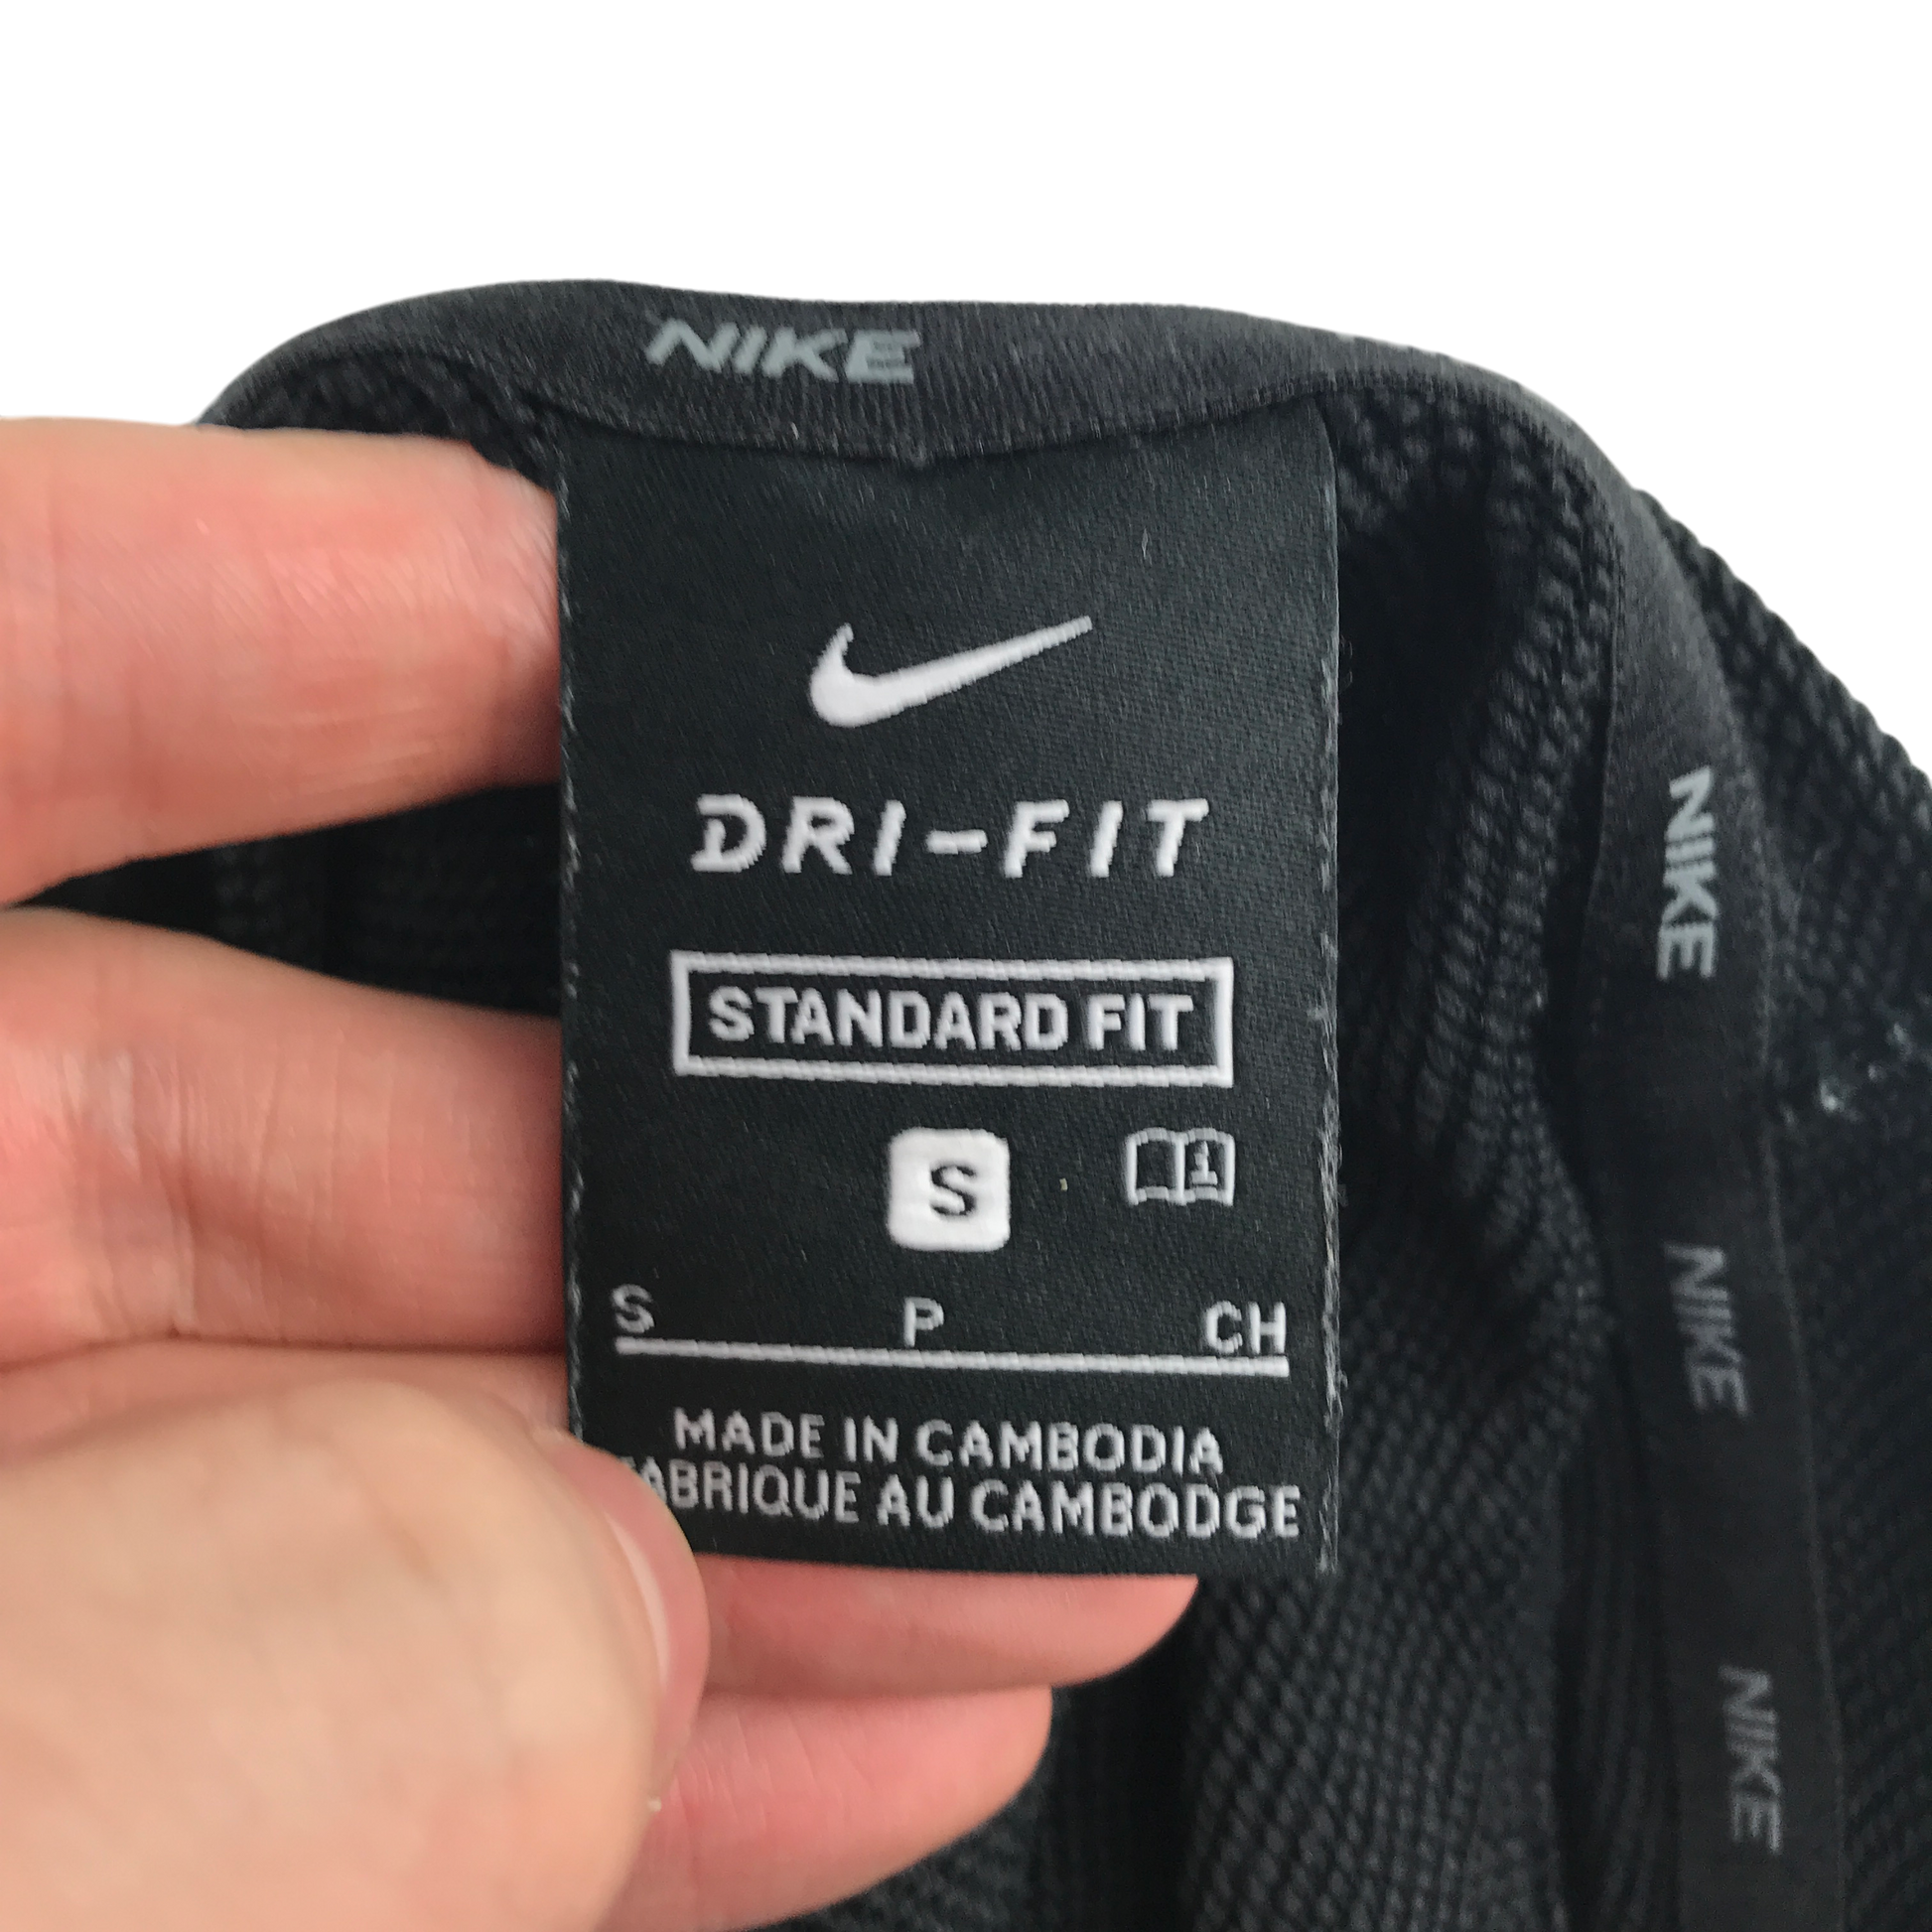 NIKE
DRI-FIT
STANDARD FIT
S
S P CH
MADE IN CAMBODIA
ABRIQUE AU CAMBODGE
NIKE
NIKE
NIKE